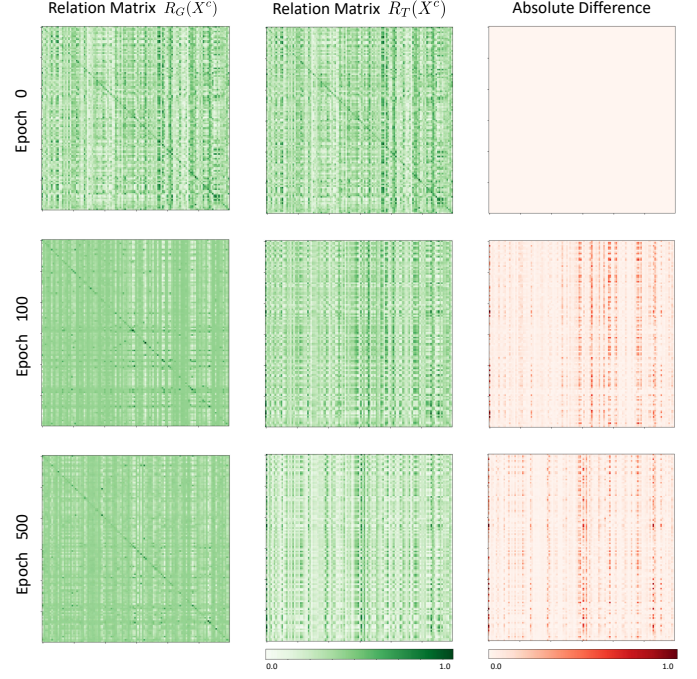 Relation Matrix R_G(X^c)
Relation Matrix R_T(X^c)
Absolute Difference
Epoch 0
Epoch 100
Epoch 500
0.0 1.0
0.0 1.0